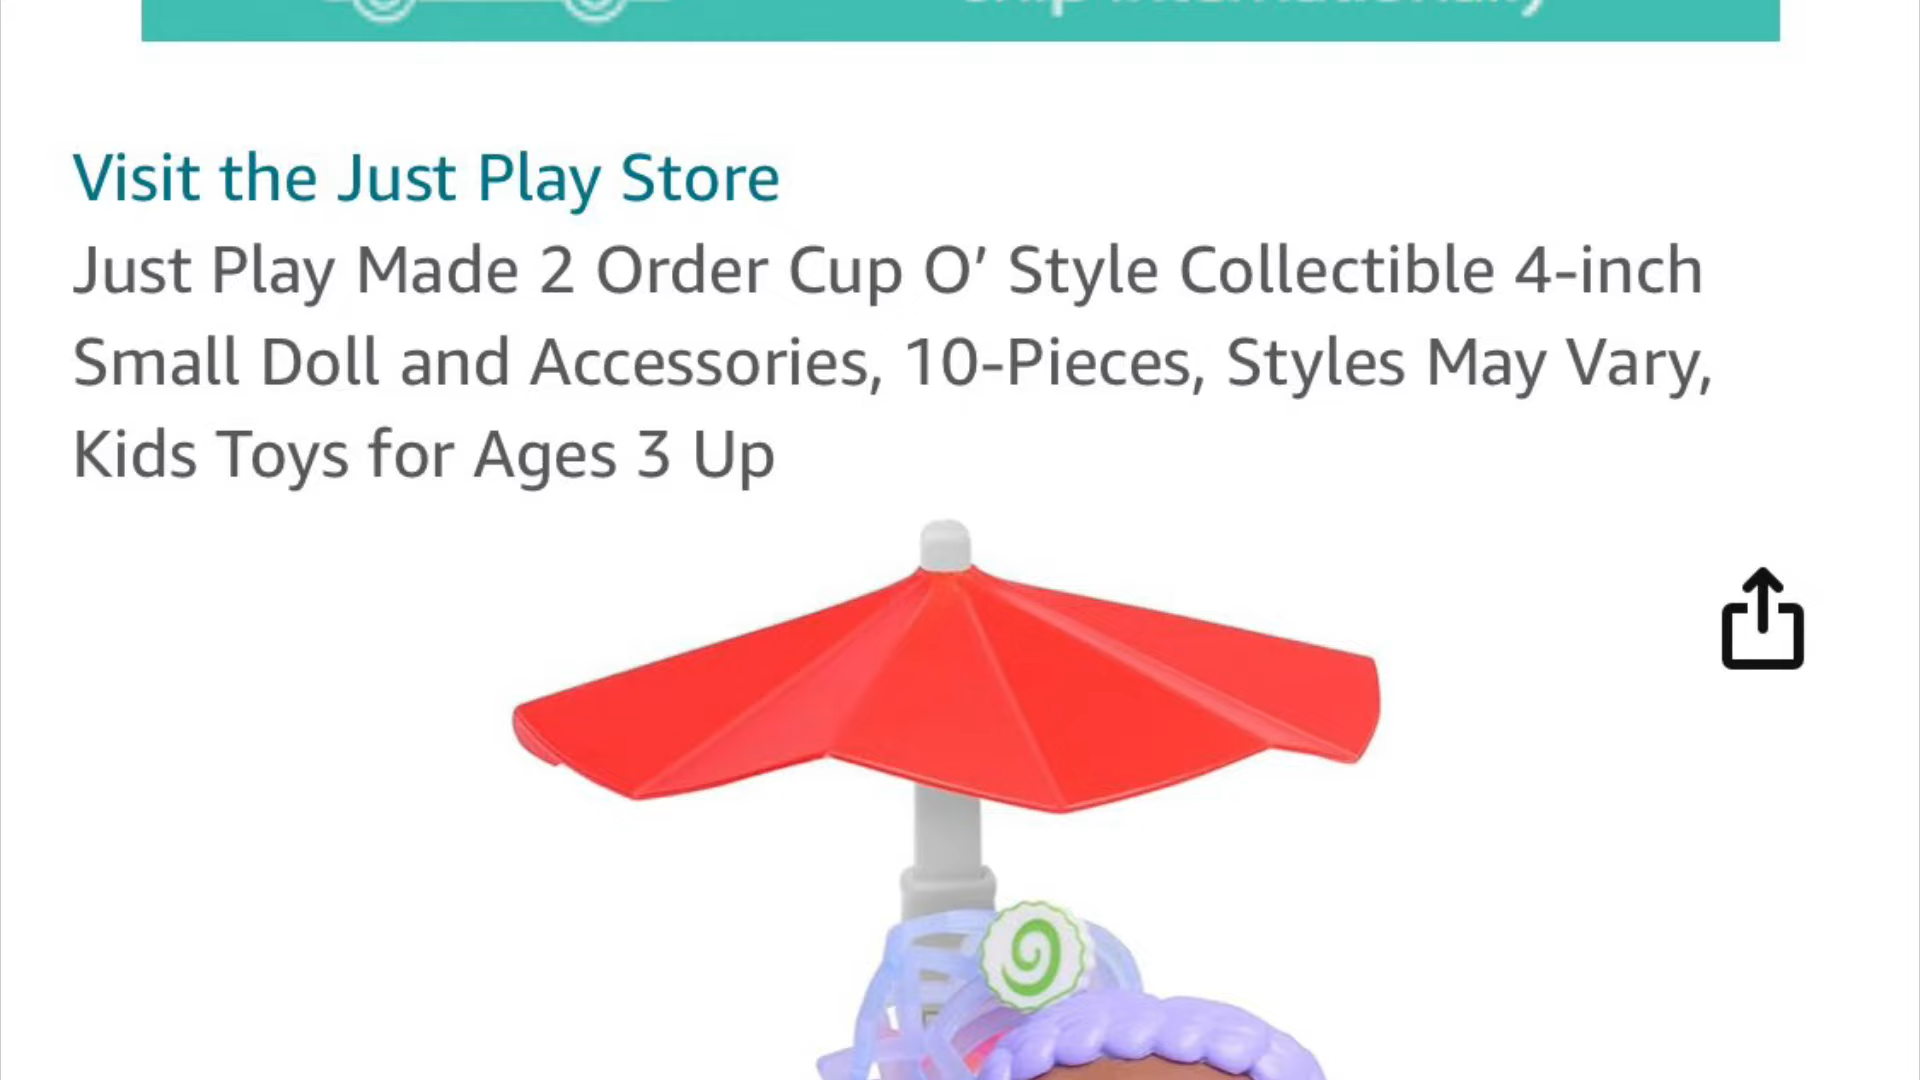 Visit the Just Play Store
Just Play Made 2 Order Cup O’ Style Collectible 4-inch
Small Doll and Accessories, 10-Pieces, Styles May Vary,
Kids Toys for Ages 3 Up